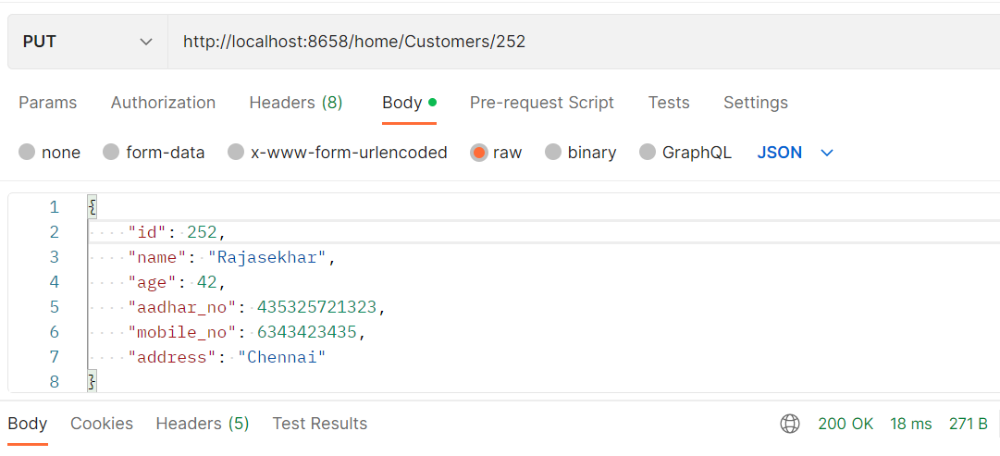 PUT http://localhost:8658/home/Customers/252
Params Authorization Headers (8) Body Pre-request Script Tests Settings
none form-data x-www-form-urlencoded raw binary GraphQL JSON
1 {
2 "id": 252,
3 "name": "Rajasekhar",
4 "age": 42,
5 "aadhar_no": 435325721323,
6 "mobile_no": 6343423435,
7 "address": "Chennai"
8 }
Body Cookies Headers (5) Test Results 200 OK 18 ms 271 B